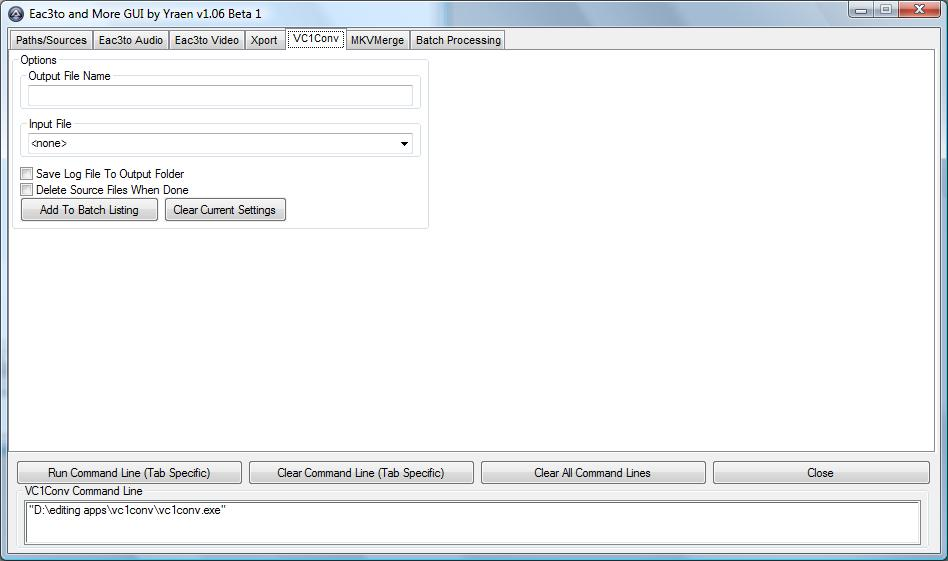 Eac3to and More GUI by Yraen v1.06 Beta 1
Paths/Sources Eac3to Audio Eac3to Video Xport VC1Conv MKVMerge Batch Processing
Options
Output File Name
Input File
<none>
Save Log File To Output Folder
Delete Source Files When Done
Add To Batch Listing Clear Current Settings
Run Command Line (Tab Specific) Clear Command Line (Tab Specific) Clear All Command Lines Close
VC1Conv Command Line
"D:\editing apps\vc1conv\vc1conv.exe"